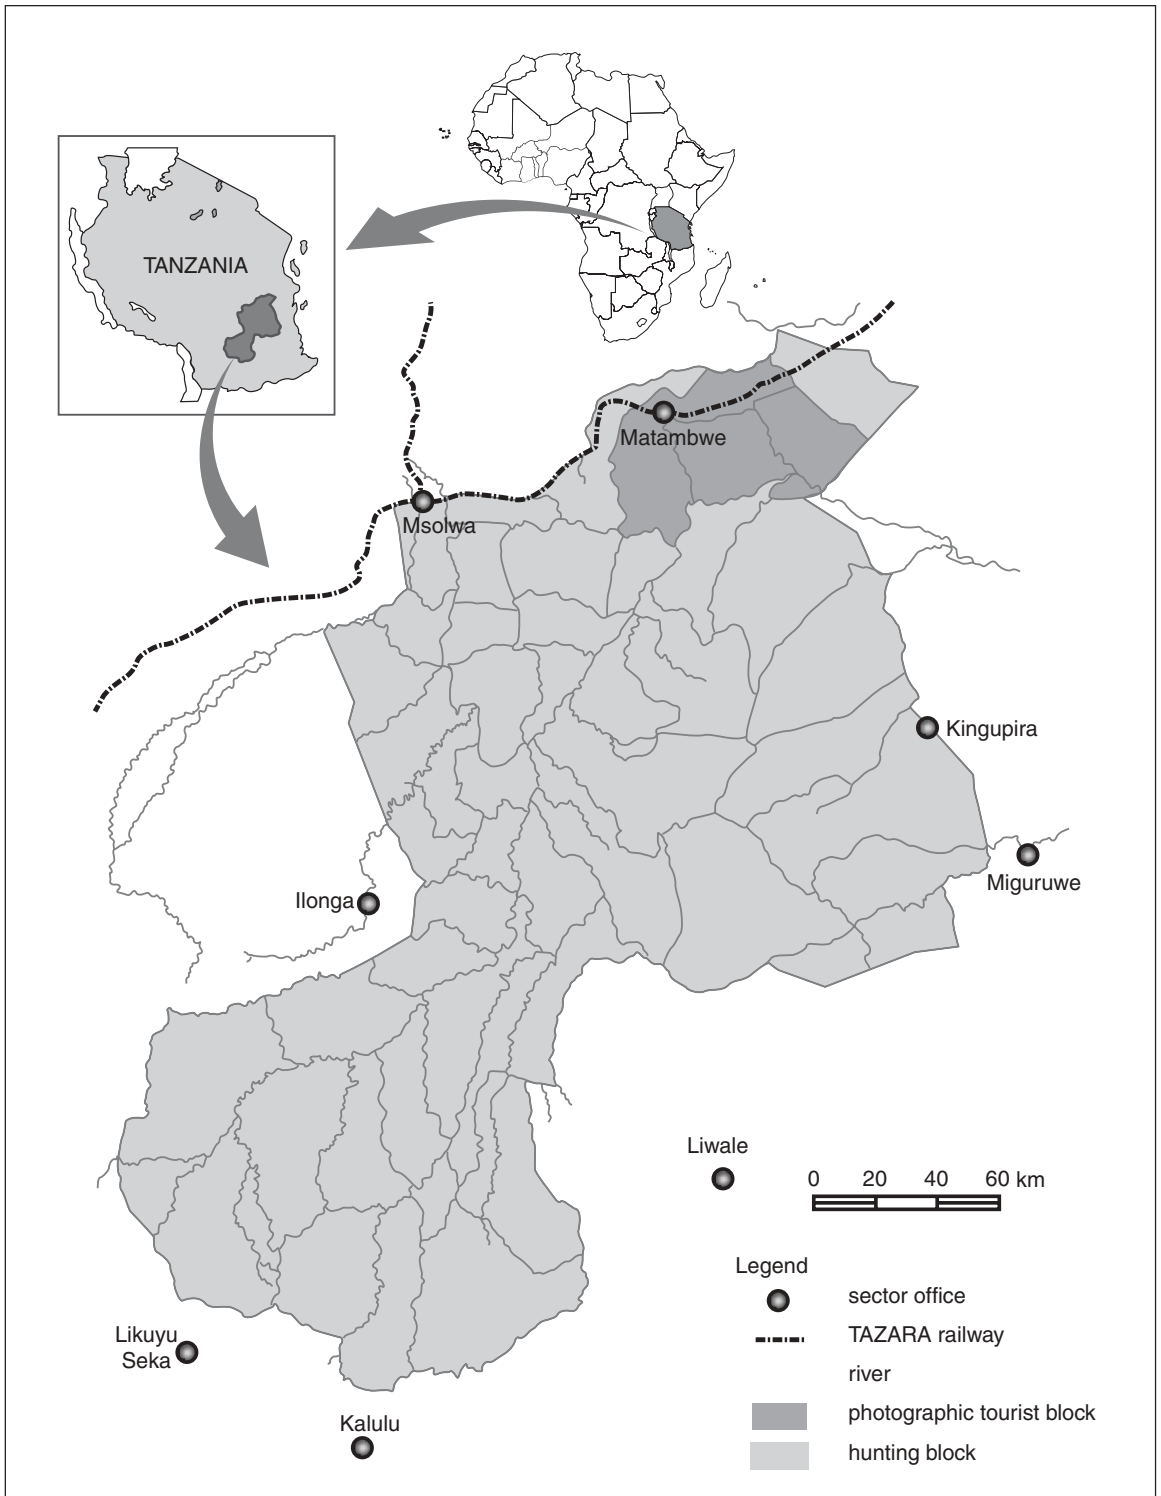 TANZANIA
Matambwe
Msolwa
Kingupira
Miguruwe
Ilonga
Liwale
0 20 40 60 km
Legend
sector office
TAZARA railway
river
photographic tourist block
hunting block
Likuyu
Seka
Kalulu